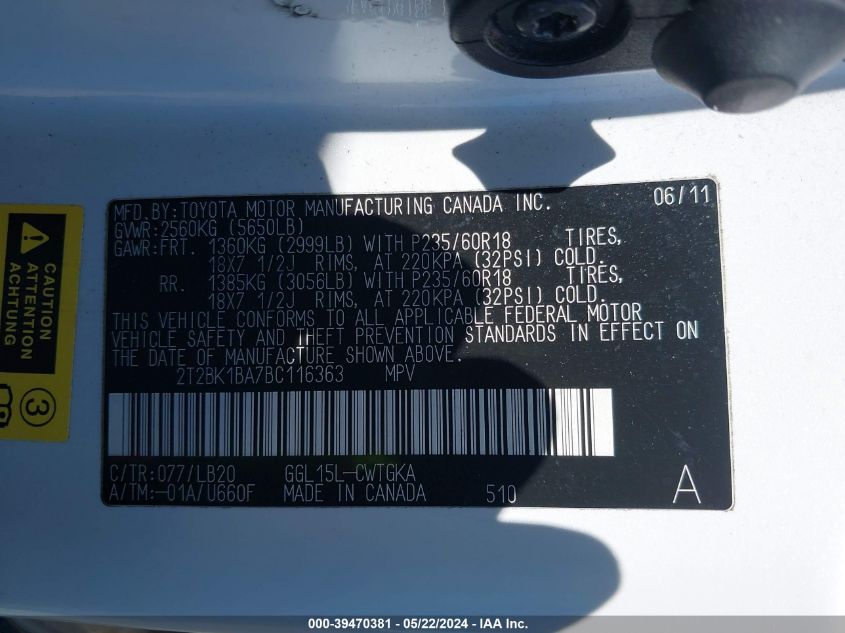 MFD.BY:TOYOTA MOTOR MANUFACTURING CANADA INC. 06/11
GVWR:2560KG (5650LB)
GAWR:FRT. 1360KG (2999LB) WITH P235/60R18 TIRES,
18X7 1/2J RIMS, AT 220KPA (32PSI) COLD.
RR. 1385KG (3056LB) WITH P235/60R18 TIRES,
18X7 1/2J RIMS, AT 220KPA (32PSI) COLD.
THIS VEHICLE CONFORMS TO ALL APPLICABLE FEDERAL MOTOR
VEHICLE SAFETY AND THEFT PREVENTION STANDARDS IN EFFECT ON
THE DATE OF MANUFACTURE SHOWN ABOVE.
2T2BK1BA7BC116363 MPV
C/TR:077/LB20 GGL15L-CWTGKA
A/TM:-01A/U660F MADE IN CANADA 510 A
CAUTION
ATTENTION
3
000-39470381 - 05/22/2024 - IAA Inc.